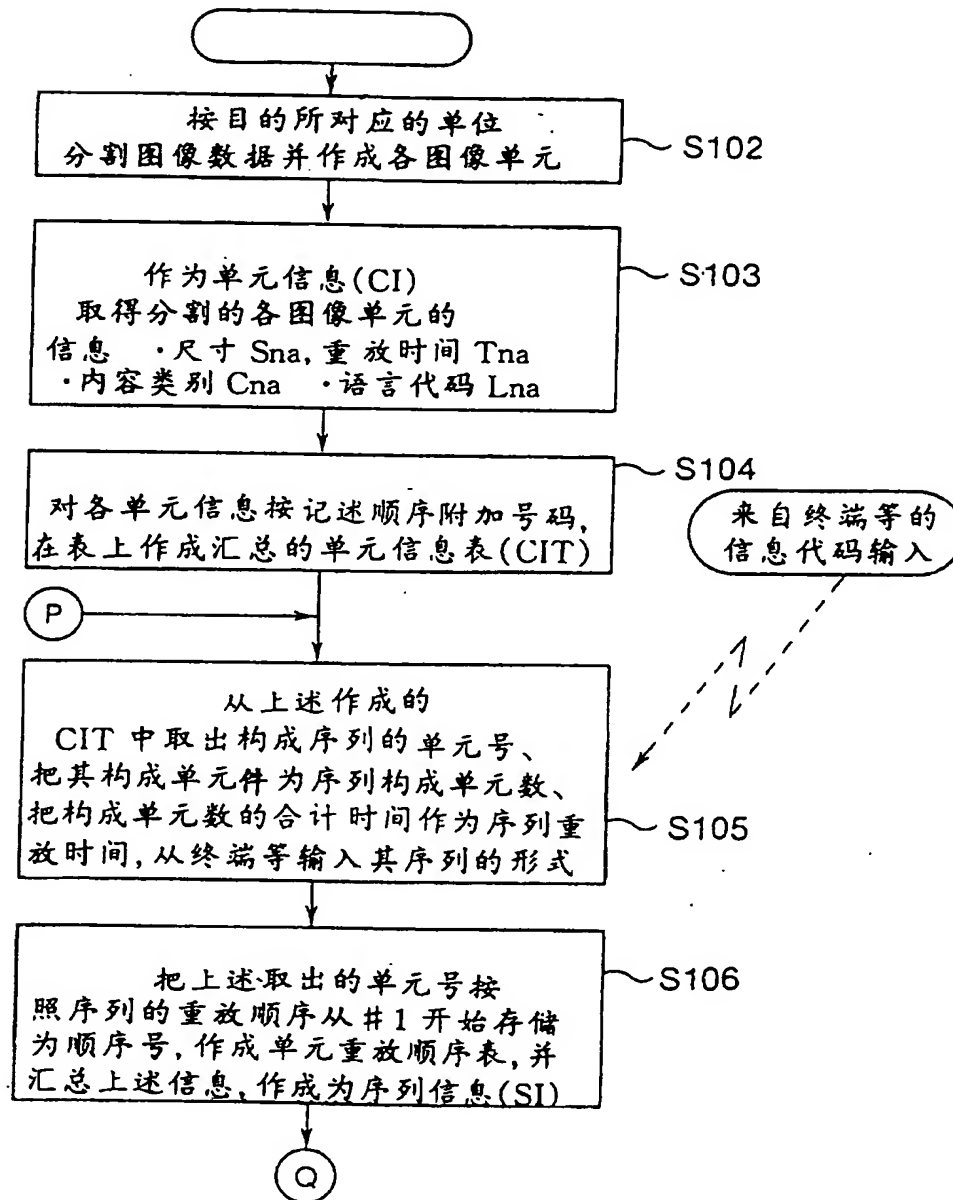 按目的所对应的单位
分割图像数据并作成各图像单元
S102
作为单元信息(CI)
取得分割的各图像单元的
信息 ·尺寸 Sna,重放时间 Tna
·内容类别 Cna ·语言代码 Lna
S103
对各单元信息按记述顺序附加号码,
在表上作成汇总的单元信息表(CIT)
S104
来自终端等的
信息代码输入
P
从上述作成的
CIT 中取出构成序列的单元号、
把其构成单元件为序列构成单元数、
把构成单元数的合计时间作为序列重
放时间,从终端等输入其序列的形式
S105
把上述取出的单元号按
照序列的重放顺序从#1开始存储
为顺序号,作成单元重放顺序表,并
汇总上述信息,作成为序列信息(SI)
S106
Q